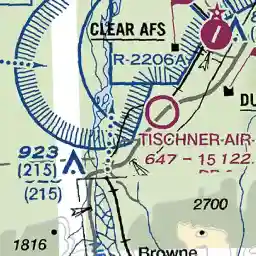 CLEAR AFS
R-2206A
DU
TISCHNER-AIR-
923
647 - 15 122.
(215)
(215)
2700
1816
Browne